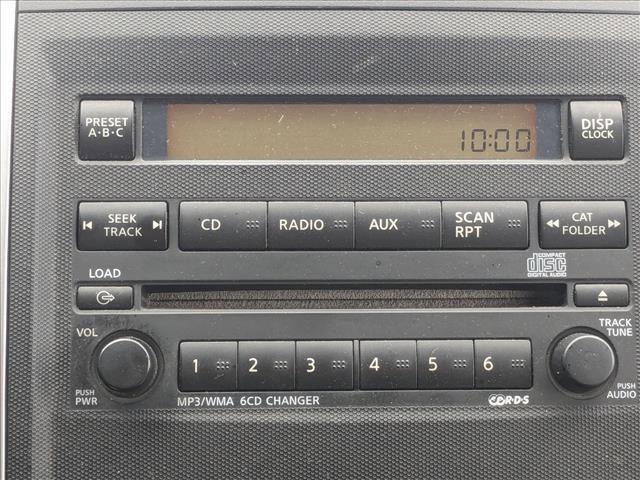 PRESET
A·B·C
10:00
DISP
CLOCK
SEEK
TRACK
CD
RADIO
AUX
SCAN
RPT
CAT
FOLDER
LOAD
COMPACT
disc
DIGITAL AUDIO
VOL
TRACK
TUNE
1 2 3 4 5 6
PUSH
PWR
PUSH
AUDIO
MP3/WMA 6CD CHANGER